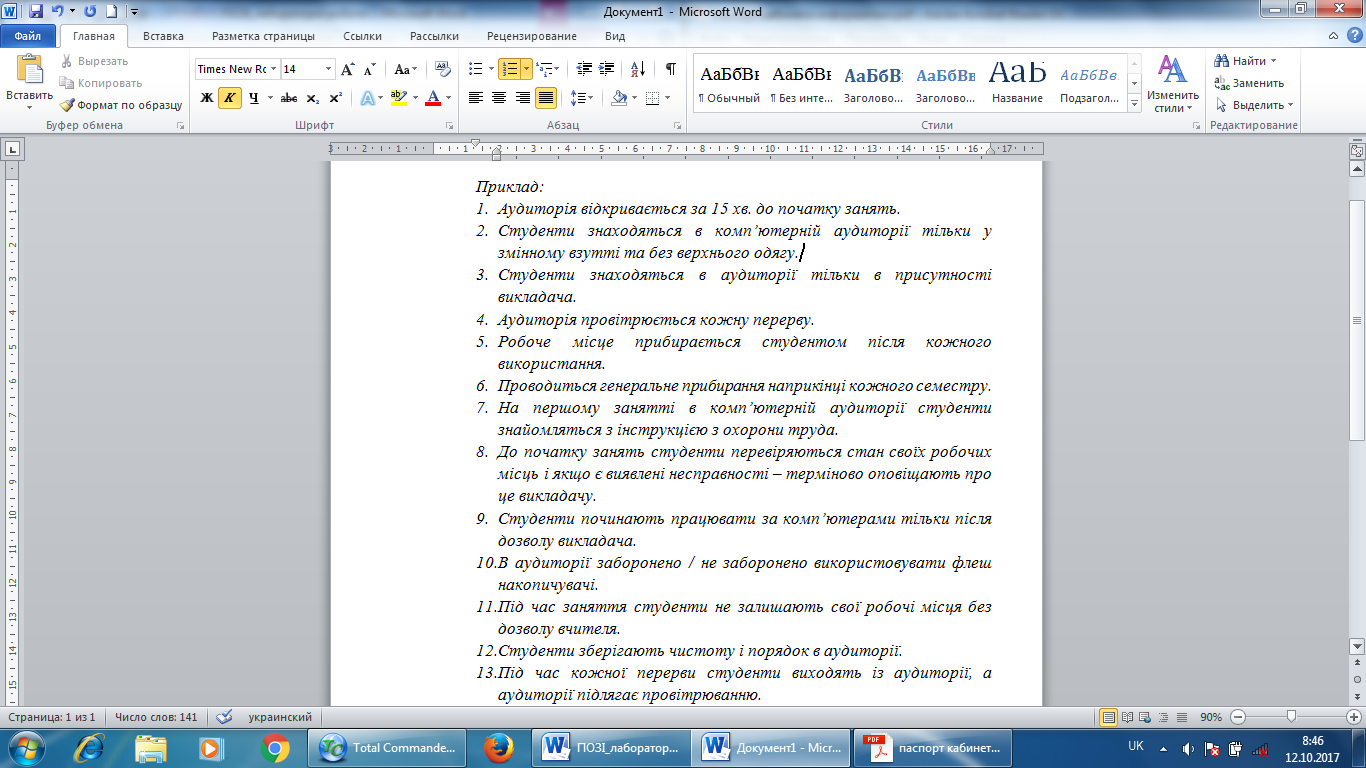 Документ1 - Microsoft Word
Файл Главная Вставка Разметка страницы Ссылки Рассылки Рецензирование Вид
Вставить
Вырезать
Копировать
Формат по образцу
Буфер обмена
Times New Ro 14
Шрифт
Абзац
АаБбВв АаБбВв АаБбВ АаБбВв АаБ АаБбВв
¶ Обычный ¶ Без инте... Заголово... Заголово... Название Подзагол...
Стили
Изменить стили
Найти
Заменить
Выделить
Редактирование
Приклад:
1. Аудиторія відкривається за 15 хв. до початку занять.
2. Студенти знаходяться в комп’ютерній аудиторії тільки у
змінному взутті та без верхнього одягу.
3. Студенти знаходяться в аудиторії тільки в присутності
викладача.
4. Аудиторія провітрюється кожну перерву.
5. Робоче місце прибирається студентом після кожного
використання.
6. Проводиться генеральне прибирання наприкінці кожного семестру.
7. На першому занятті в комп’ютерній аудиторії студенти
знайомляться з інструкцією з охорони труда.
8. До початку занять студенти перевіряються стан своїх робочих
місць і якщо є виявлені несправності – терміново оповіщають про
це викладачу.
9. Студенти починають працювати за комп’ютерами тільки після
дозволу викладача.
10.В аудиторії заборонено / не заборонено використовувати флеш
накопичувачі.
11.Під час заняття студенти не залишають свої робочі місця без
дозволу вчителя.
12.Студенти зберігають чистоту і порядок в аудиторії.
13.Під час кожної перерви студенти виходять із аудиторії, а
аудиторії підлягає провітрюванню.
Страница: 1 из 1 Число слов: 141 украинский 90%
Total Commande... ПОЗІ_лаборатор... Документ1 - Micr... паспорт кабинет... UK 8:46
12.10.2017